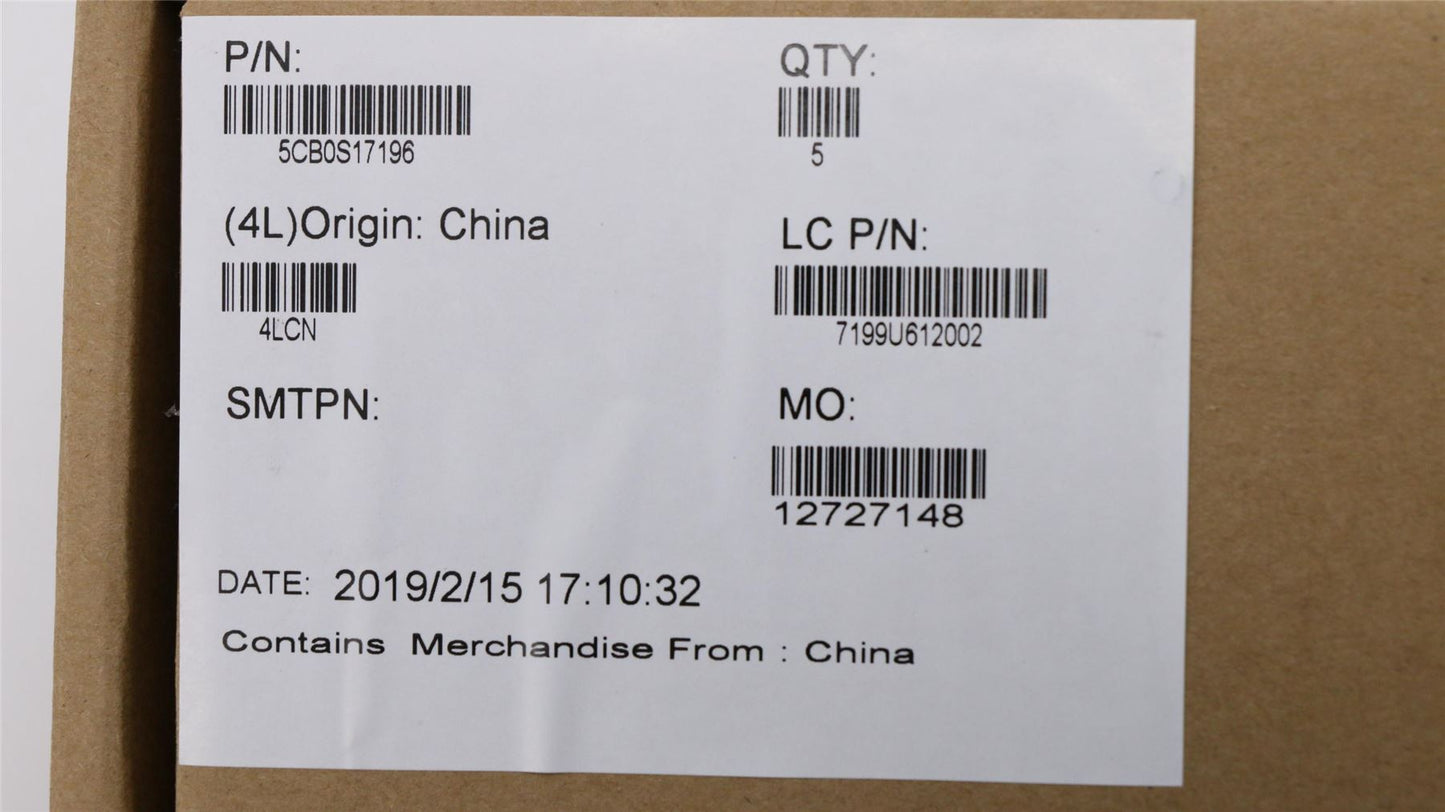 P/N:
5CB0S17196
QTY:
5
(4L)Origin: China
4LCN
LC P/N:
7199U612002
SMTPN:
MO:
12727148
DATE: 2019/2/15 17:10:32
Contains Merchandise From : China